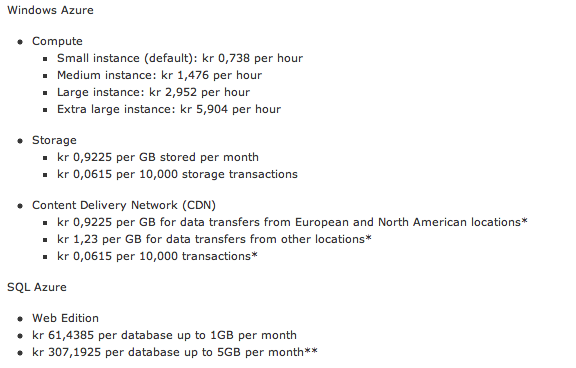 Windows Azure
Compute
Small instance (default): kr 0,738 per hour
Medium instance: kr 1,476 per hour
Large instance: kr 2,952 per hour
Extra large instance: kr 5,904 per hour
Storage
kr 0,9225 per GB stored per month
kr 0,0615 per 10,000 storage transactions
Content Delivery Network (CDN)
kr 0,9225 per GB for data transfers from European and North American locations*
kr 1,23 per GB for data transfers from other locations*
kr 0,0615 per 10,000 transactions*
SQL Azure
Web Edition
kr 61,4385 per database up to 1GB per month
kr 307,1925 per database up to 5GB per month**